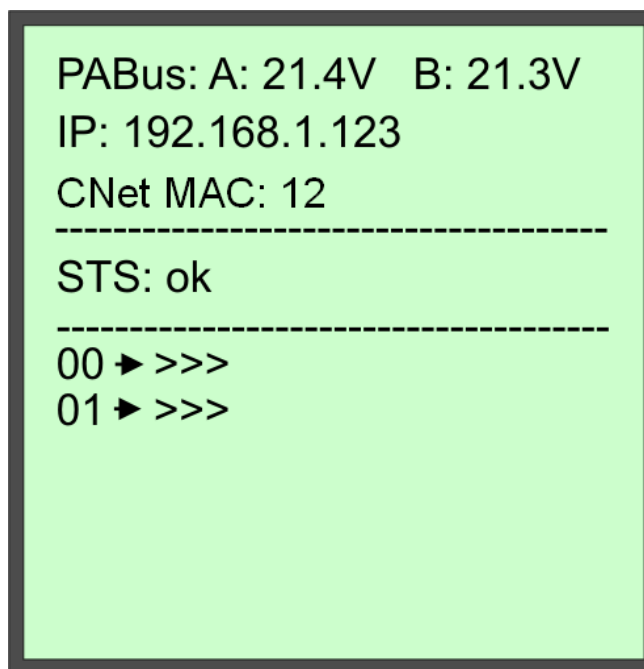 PABus: A: 21.4V B: 21.3V
IP: 192.168.1.123
CNet MAC: 12
--------------------------------------
STS: ok
--------------------------------------
00 ➤ >>>
01 ➤ >>>